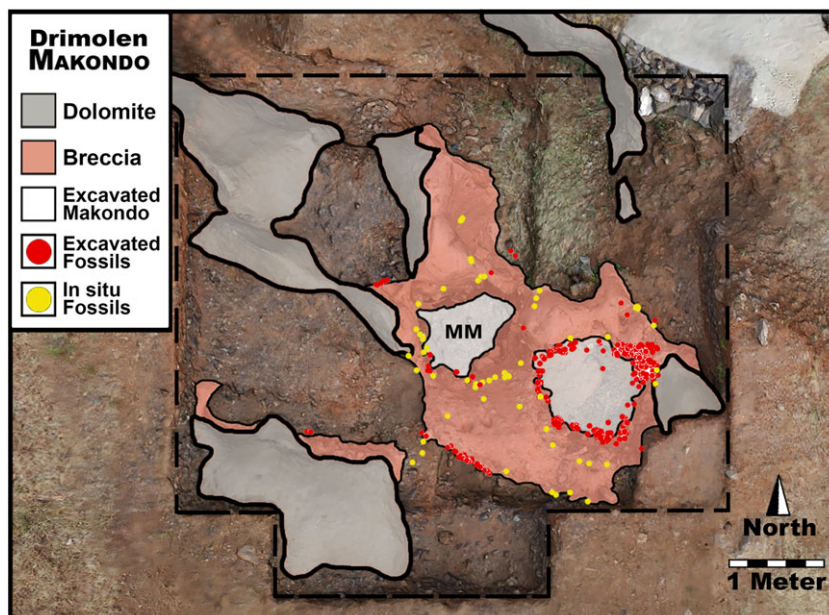 Drimolen
Makondo
Dolomite
Breccia
Excavated
Makondo
Excavated
Fossils
In situ
Fossils
MM
North
1 Meter